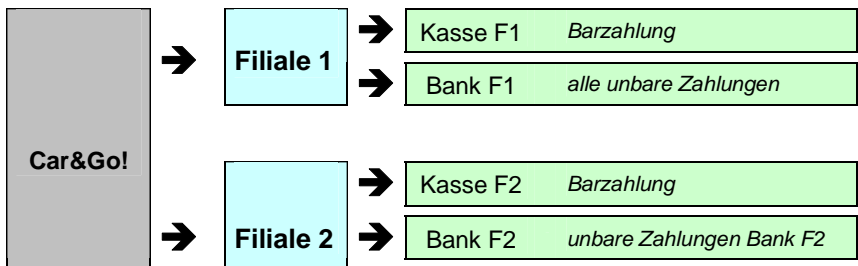 Kasse F1 Barzahlung
Filiale 1
Bank F1 alle unbare Zahlungen
Car&Go!
Kasse F2 Barzahlung
Filiale 2 Bank F2 unbare Zahlungen Bank F2